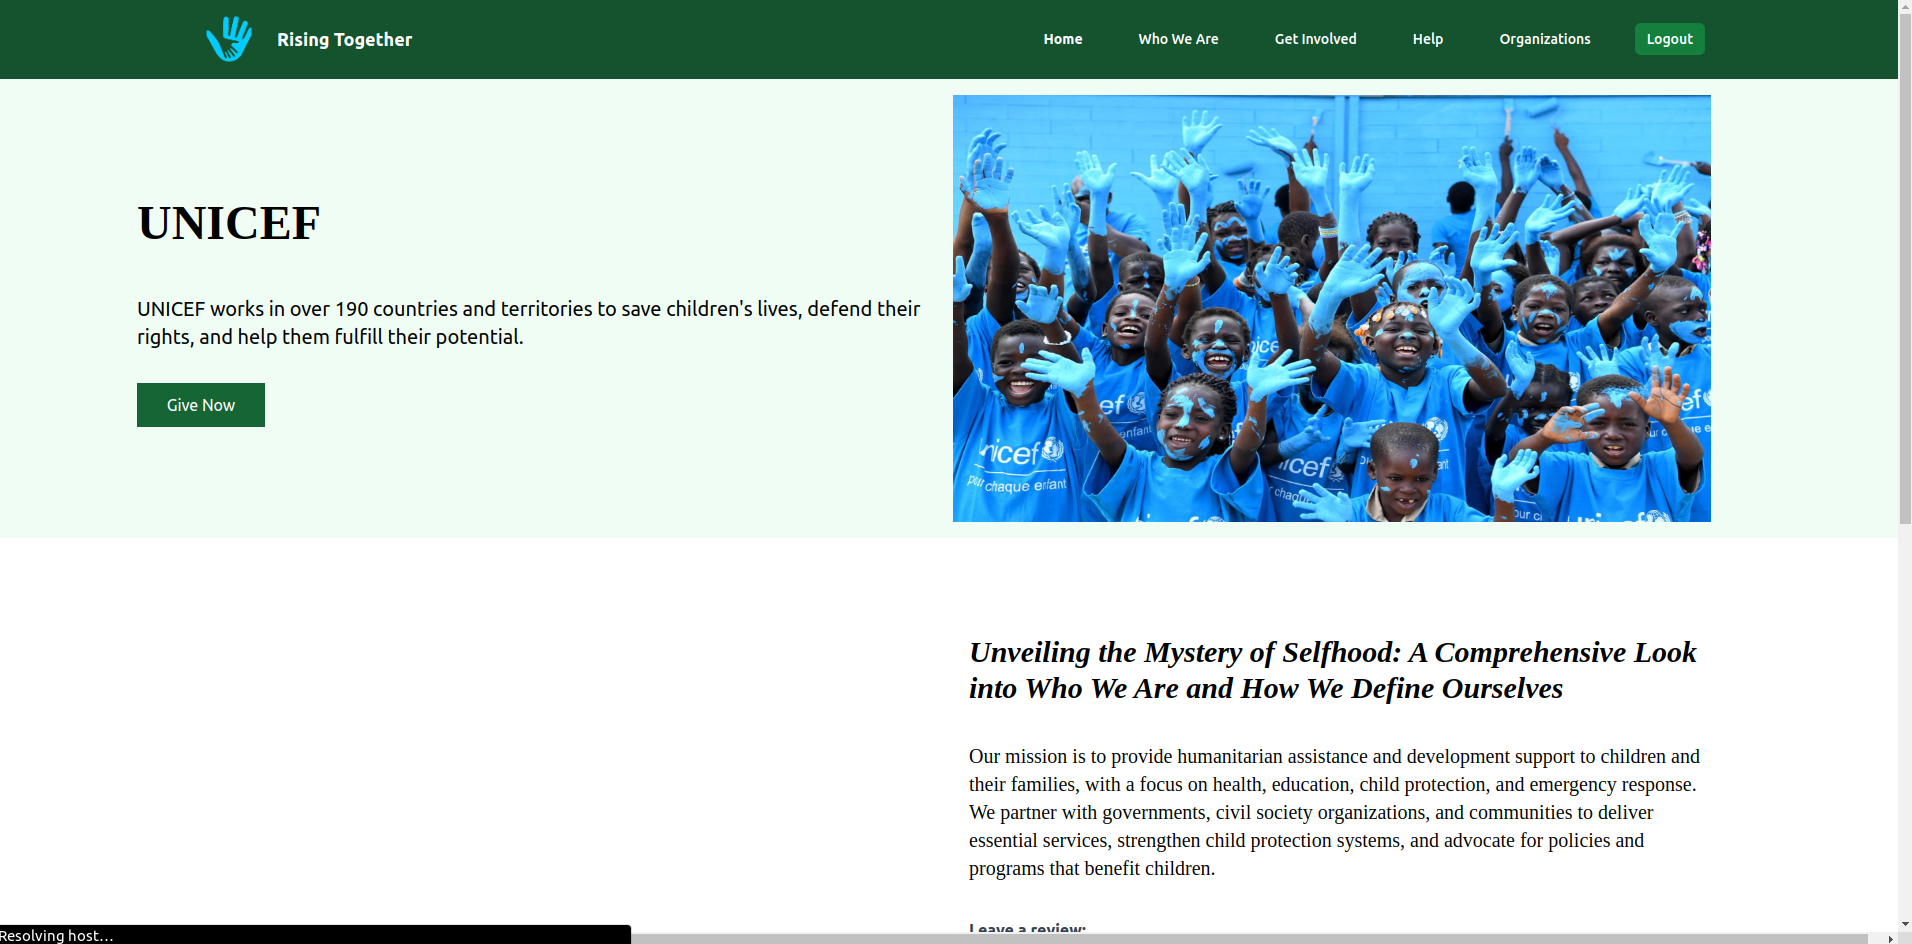 Rising Together
Home
Who We Are
Get Involved
Help
Organizations
Logout
UNICEF
UNICEF works in over 190 countries and territories to save children's lives, defend their
rights, and help them fulfill their potential.
Give Now
unicef
pour chaque enfant
Unveiling the Mystery of Selfhood: A Comprehensive Look
into Who We Are and How We Define Ourselves
Our mission is to provide humanitarian assistance and development support to children and
their families, with a focus on health, education, child protection, and emergency response.
We partner with governments, civil society organizations, and communities to deliver
essential services, strengthen child protection systems, and advocate for policies and
programs that benefit children.
Leave a review:
Resolving host…